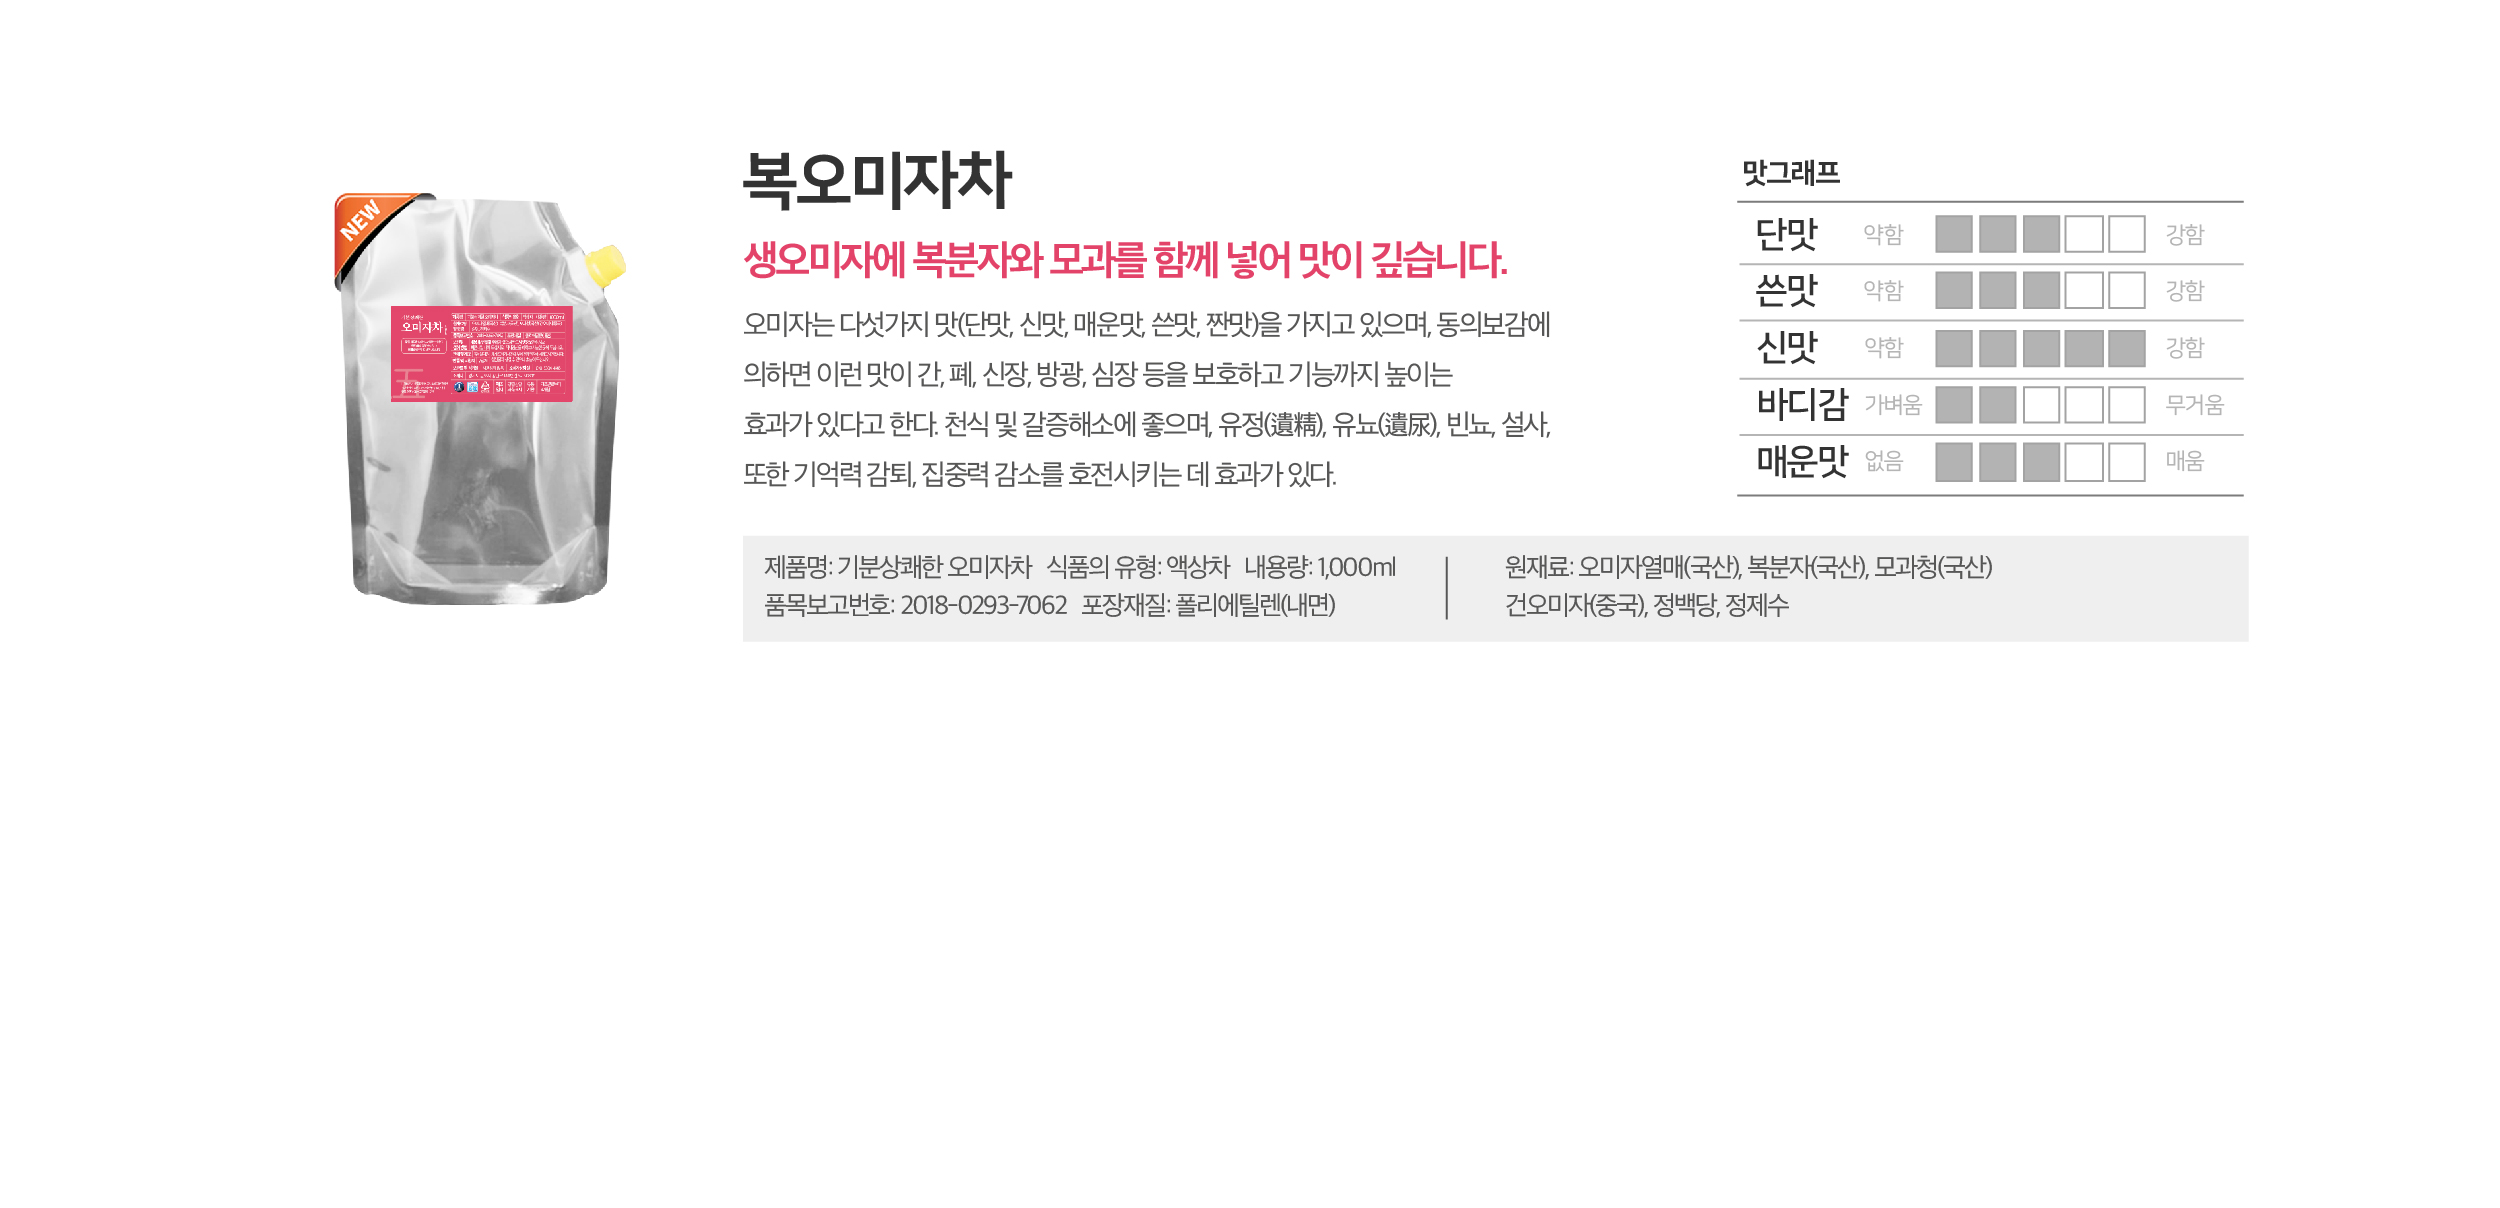 NEW
오미자차
복오미자차
생오미자에 복분자와 모과를 함께 넣어 맛이 깊습니다.
오미자는 다섯가지 맛(단맛, 신맛, 매운맛, 쓴맛, 짠맛)을 가지고 있으며, 동의보감에
의하면 이런 맛이 간, 폐, 신장, 방광, 심장 등을 보호하고 기능까지 높이는
효과가 있다고 한다. 천식 및 갈증해소에 좋으며, 유정(遺精), 유뇨(遺尿), 빈뇨, 설사,
또한 기억력 감퇴, 집중력 감소를 호전시키는 데 효과가 있다.
맛그래프
단맛 약함 강함
쓴맛 약함 강함
신맛 약함 강함
바디감 가벼움 무거움
매운맛 없음 매움
제품명: 기분상쾌한 오미자차 식품의 유형: 액상차 내용량: 1,000ml
품목보고번호: 2018-0293-7062 포장재질: 폴리에틸렌(내면)
원재료: 오미자열매(국산), 복분자(국산), 모과청(국산)
건오미자(중국), 정백당, 정제수